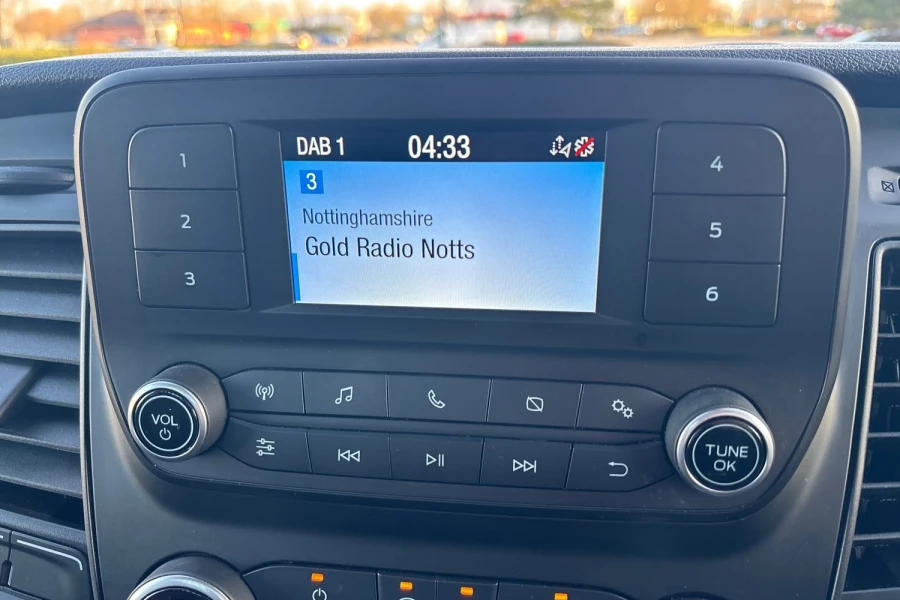 DAB 1 04:33
3
Nottinghamshire
Gold Radio Notts
1
2
3
4
5
6
VOL
TUNE
OK